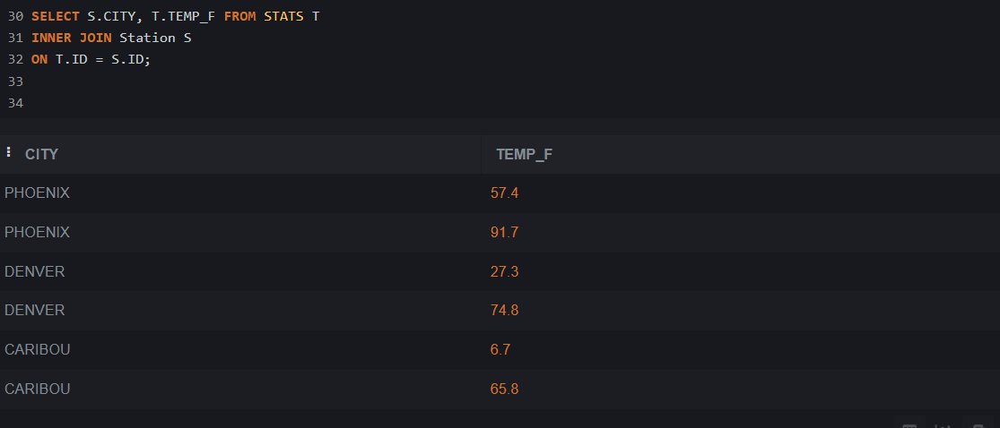 30 SELECT S.CITY, T.TEMP_F FROM STATS T
31 INNER JOIN Station S
32 ON T.ID = S.ID;
33
34
CITY TEMP_F
PHOENIX 57.4
PHOENIX 91.7
DENVER 27.3
DENVER 74.8
CARIBOU 6.7
CARIBOU 65.8